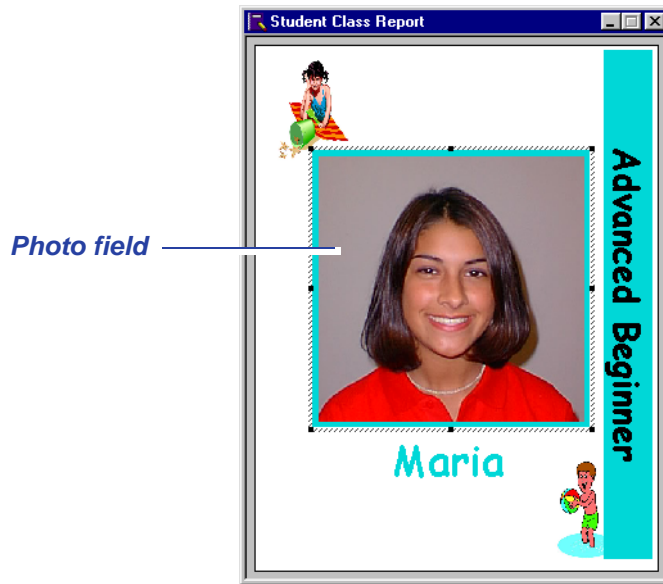 Student Class Report
Photo field
Advanced Beginner
Maria